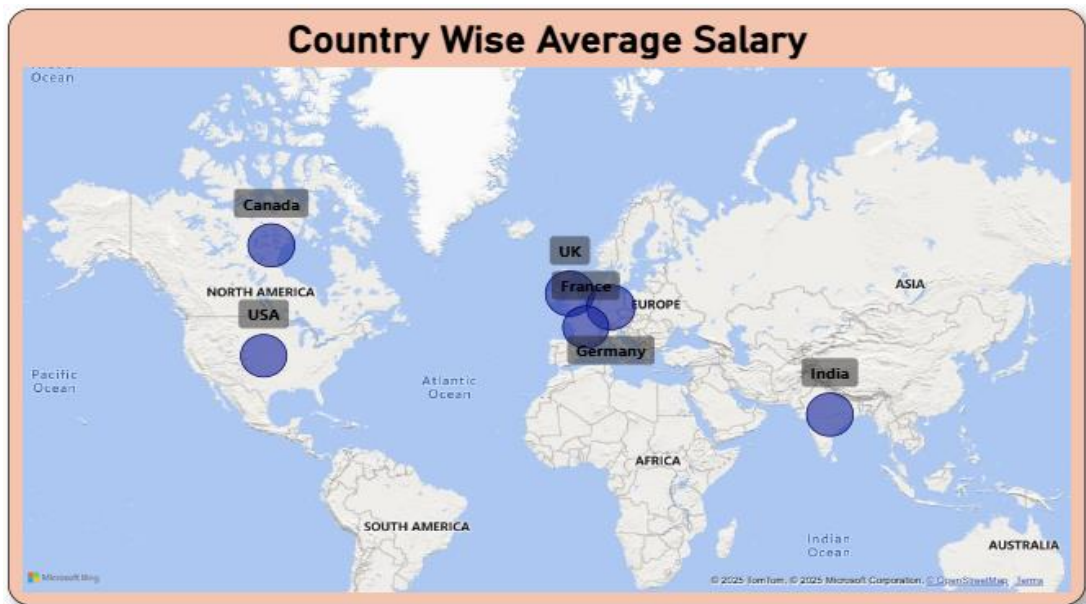 Country Wise Average Salary
Ocean
Canada
UK
NORTH AMERICA
France
ASIA
EUROPE
USA
Germany
Pacific
Ocean
Atlantic
Ocean
India
AFRICA
SOUTH AMERICA
Indian
Ocean
AUSTRALIA
Microsoft Bing
© 2025 TomTom, © 2025 Microsoft Corporation, © OpenStreetMap Terms